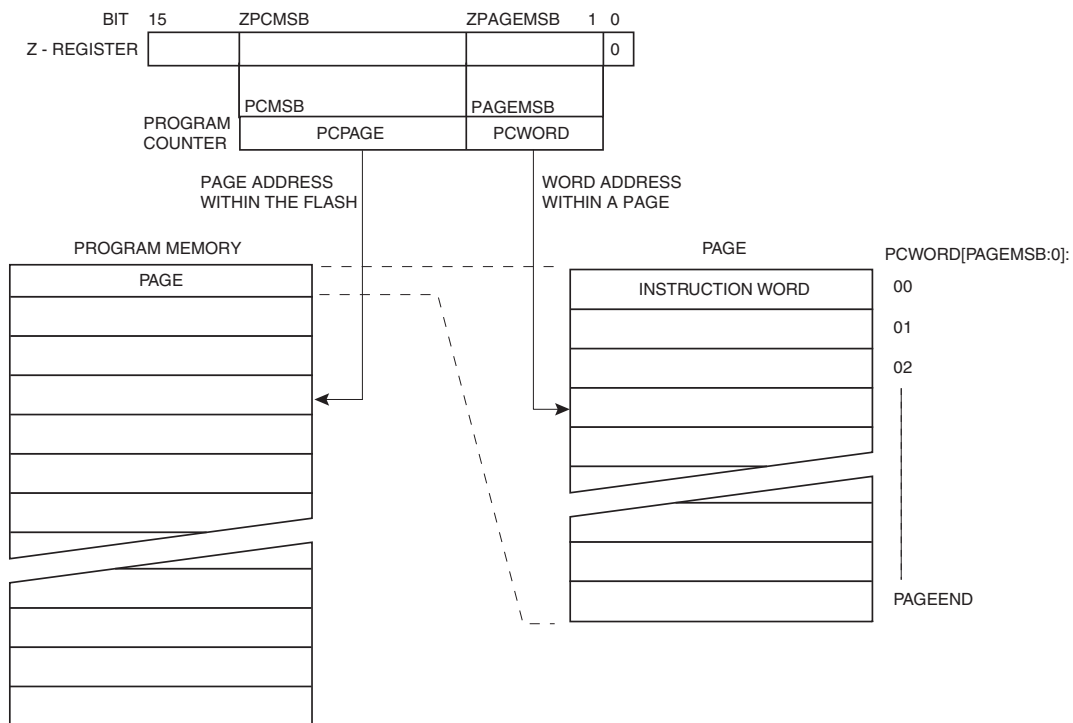 BIT 15 ZPCMSB ZPAGEMSB 1 0
Z - REGISTER 0
PCMSB PAGEMSB
PROGRAM
COUNTER
PCPAGE PCWORD
PAGE ADDRESS
WITHIN THE FLASH
WORD ADDRESS
WITHIN A PAGE
PROGRAM MEMORY
PAGE
PAGE
PCWORD[PAGEMSB:0]:
INSTRUCTION WORD
00
01
02
PAGEEND